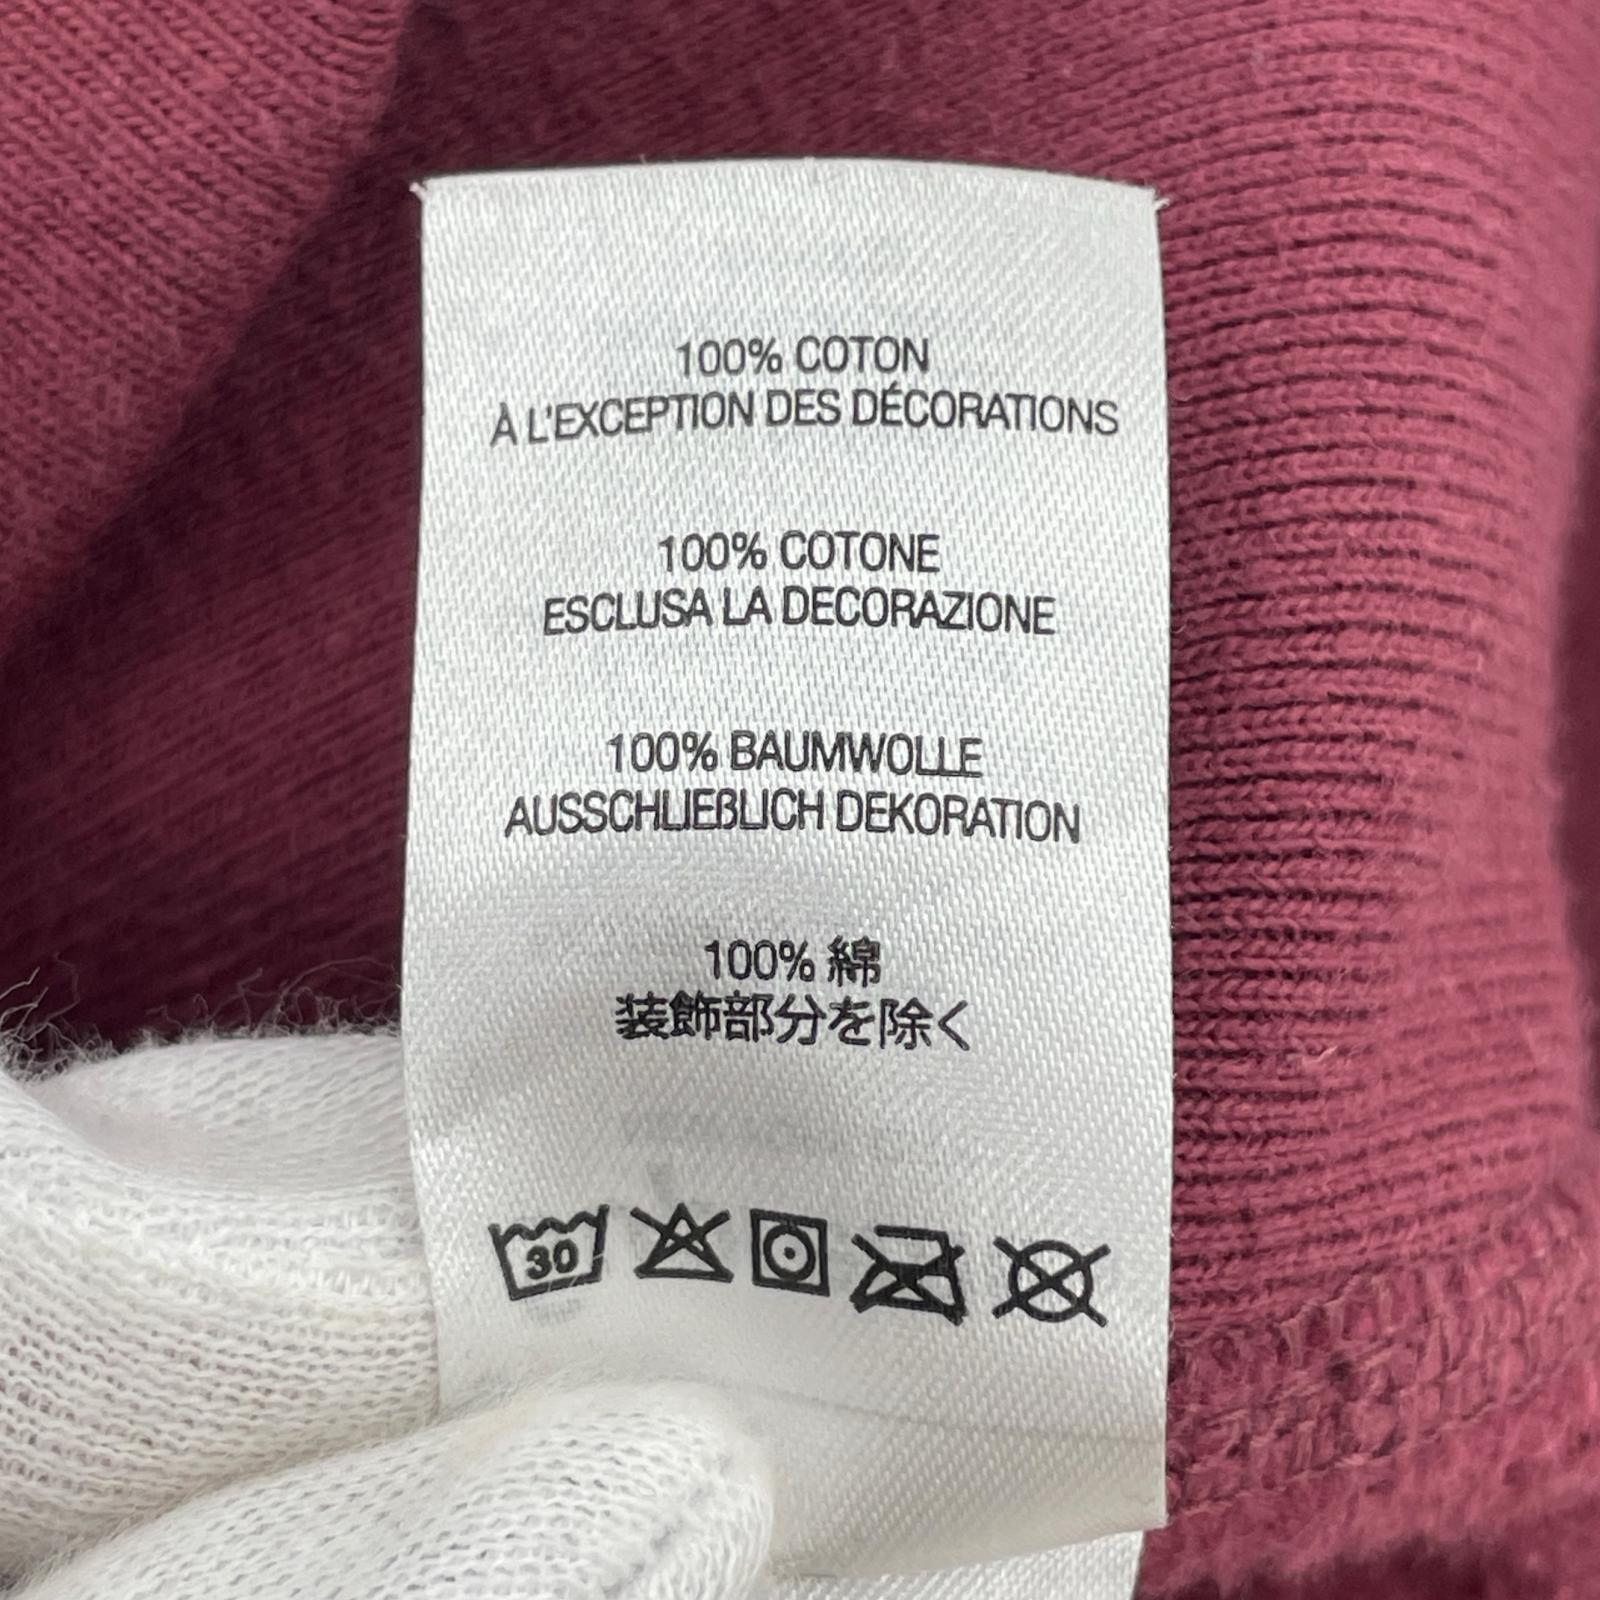 100% COTON
À L'EXCEPTION DES DÉCORATIONS
100% COTONE
ESCLUSA LA DECORAZIONE
100% BAUMWOLLE
AUSSCHLIEßLICH DEKORATION
100% 綿
装飾部分を除く
30